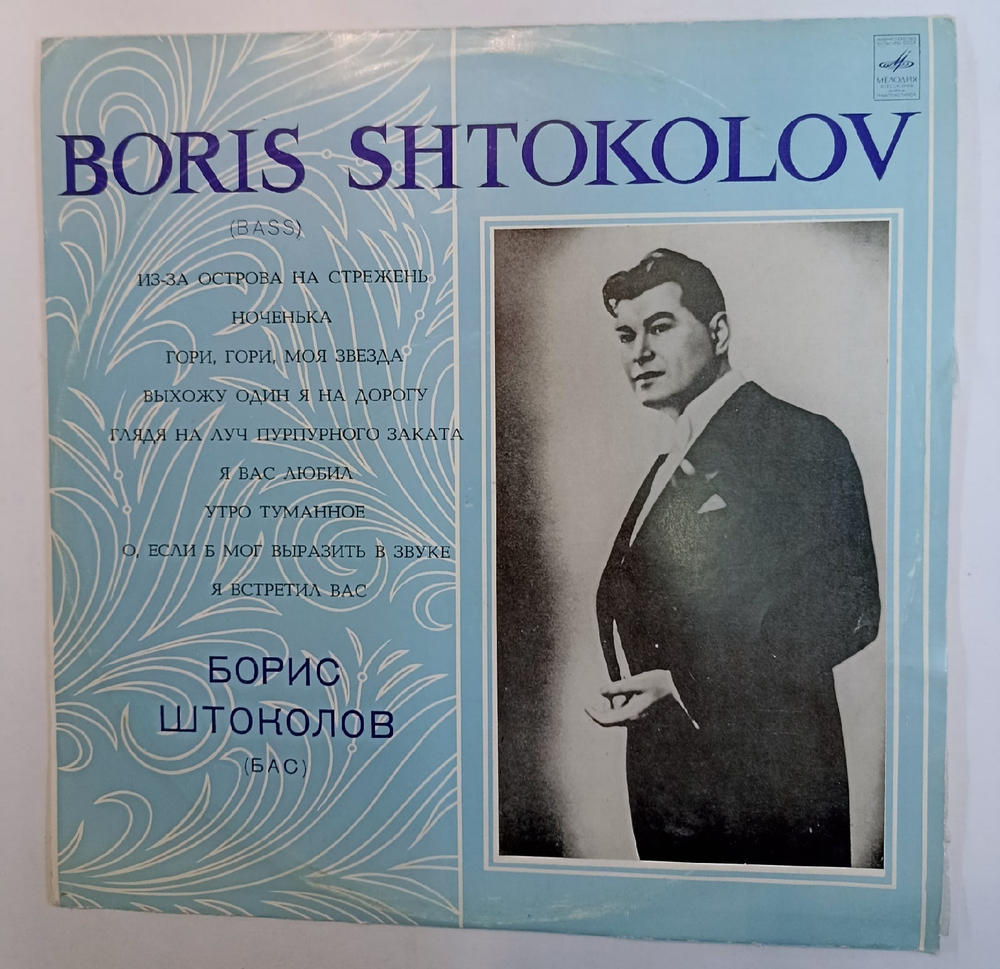 МЕЛОДИЯ
BORIS SHTOKOLOV
(BASS)
ИЗ-ЗА ОСТРОВА НА СТРЕЖЕНЬ
НОЧЕНЬКА
ГОРИ, ГОРИ, МОЯ ЗВЕЗДА
ВЫХОЖУ ОДИН Я НА ДОРОГУ
ГЛЯДЯ НА ЛУЧ ПУРПУРНОГО ЗАКАТА
Я ВАС ЛЮБИЛ
УТРО ТУМАННОЕ
О, ЕСЛИ Б МОГ ВЫРАЗИТЬ В ЗВУКЕ
Я ВСТРЕТИЛ ВАС
БОРИС
ШТОКОЛОВ
(БАС)